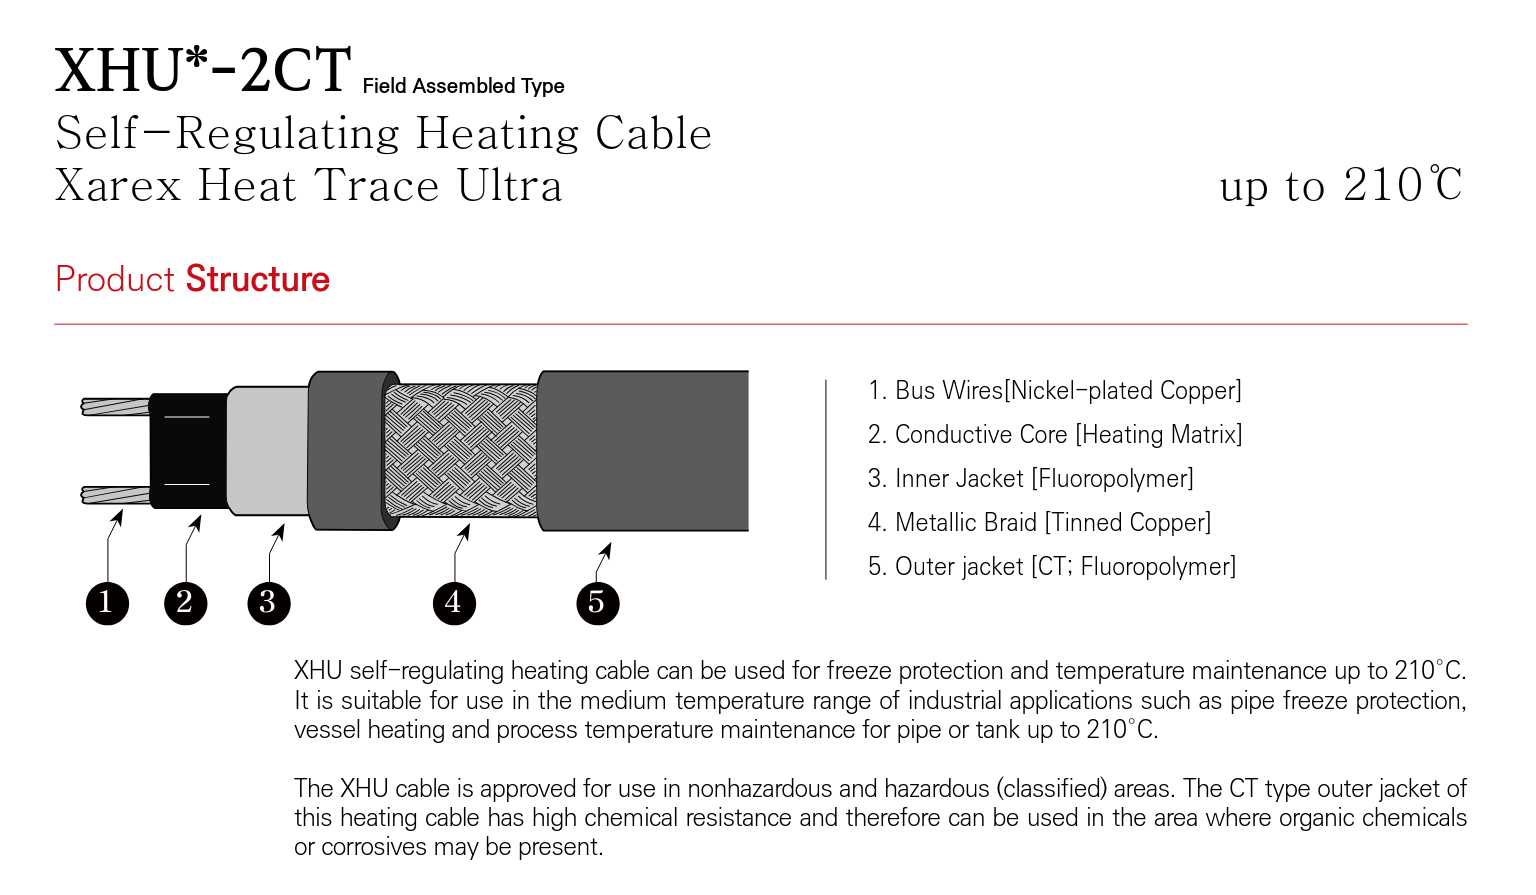 XHU*-2CT Field Assembled Type
Self-Regulating Heating Cable
Xarex Heat Trace Ultra
up to 210℃
Product Structure
1. Bus Wires[Nickel-plated Copper]
2. Conductive Core [Heating Matrix]
3. Inner Jacket [Fluoropolymer]
4. Metallic Braid [Tinned Copper]
5. Outer jacket [CT; Fluoropolymer]
1 2 3 4 5
XHU self-regulating heating cable can be used for freeze protection and temperature maintenance up to 210°C.
It is suitable for use in the medium temperature range of industrial applications such as pipe freeze protection,
vessel heating and process temperature maintenance for pipe or tank up to 210°C.
The XHU cable is approved for use in nonhazardous and hazardous (classified) areas. The CT type outer jacket of
this heating cable has high chemical resistance and therefore can be used in the area where organic chemicals
or corrosives may be present.